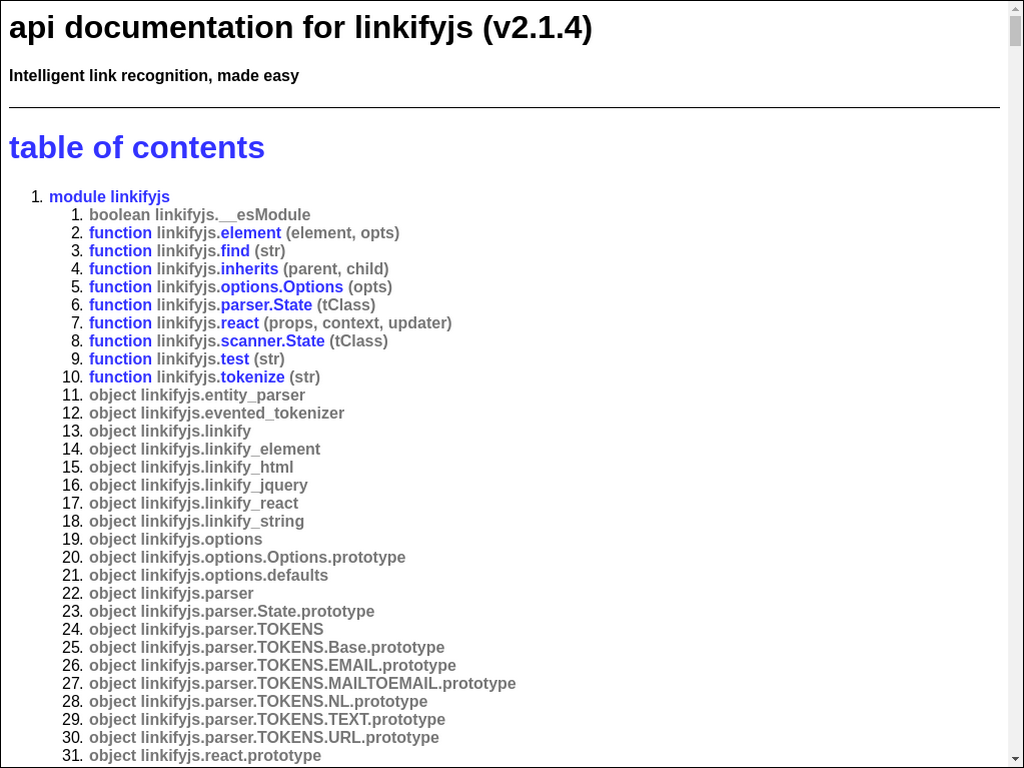 api documentation for linkifyjs (v2.1.4)
Intelligent link recognition, made easy
table of contents
1. module linkifyjs
1. boolean linkifyjs.__esModule
2. function linkifyjs.element (element, opts)
3. function linkifyjs.find (str)
4. function linkifyjs.inherits (parent, child)
5. function linkifyjs.options.Options (opts)
6. function linkifyjs.parser.State (tClass)
7. function linkifyjs.react (props, context, updater)
8. function linkifyjs.scanner.State (tClass)
9. function linkifyjs.test (str)
10. function linkifyjs.tokenize (str)
11. object linkifyjs.entity_parser
12. object linkifyjs.evented_tokenizer
13. object linkifyjs.linkify
14. object linkifyjs.linkify_element
15. object linkifyjs.linkify_html
16. object linkifyjs.linkify_jquery
17. object linkifyjs.linkify_react
18. object linkifyjs.linkify_string
19. object linkifyjs.options
20. object linkifyjs.options.Options.prototype
21. object linkifyjs.options.defaults
22. object linkifyjs.parser
23. object linkifyjs.parser.State.prototype
24. object linkifyjs.parser.TOKENS
25. object linkifyjs.parser.TOKENS.Base.prototype
26. object linkifyjs.parser.TOKENS.EMAIL.prototype
27. object linkifyjs.parser.TOKENS.MAILTOEMAIL.prototype
28. object linkifyjs.parser.TOKENS.NL.prototype
29. object linkifyjs.parser.TOKENS.TEXT.prototype
30. object linkifyjs.parser.TOKENS.URL.prototype
31. object linkifyjs.react.prototype